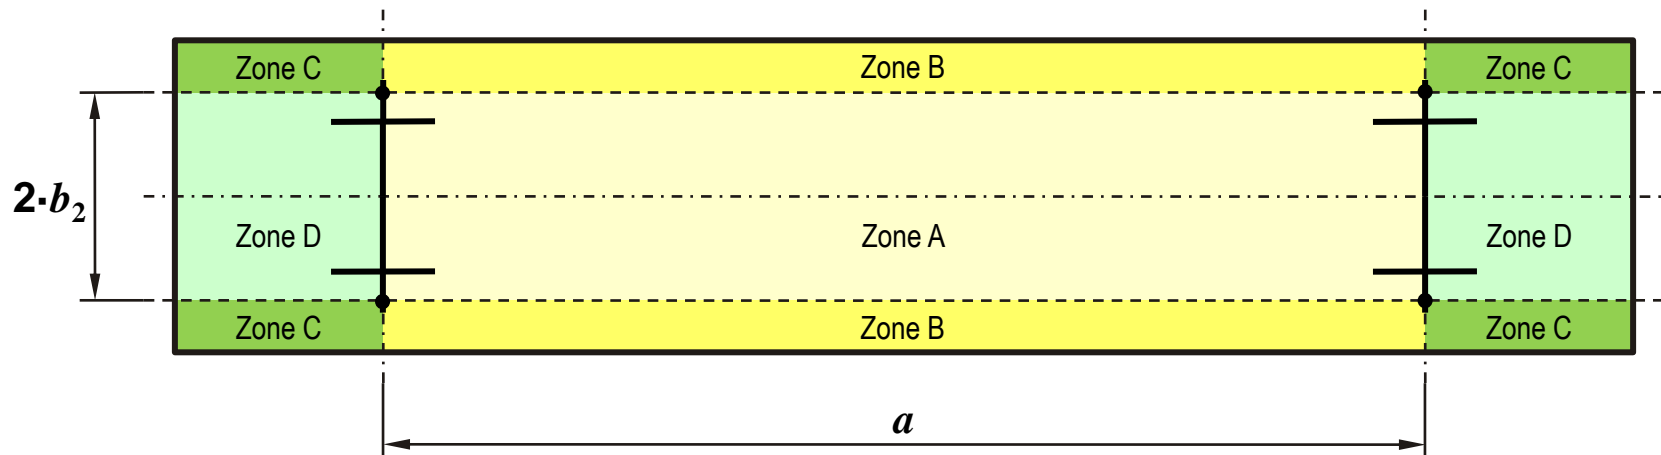 Zone C Zone B Zone C
2·b₂
Zone D Zone A Zone D
Zone C Zone B Zone C
a